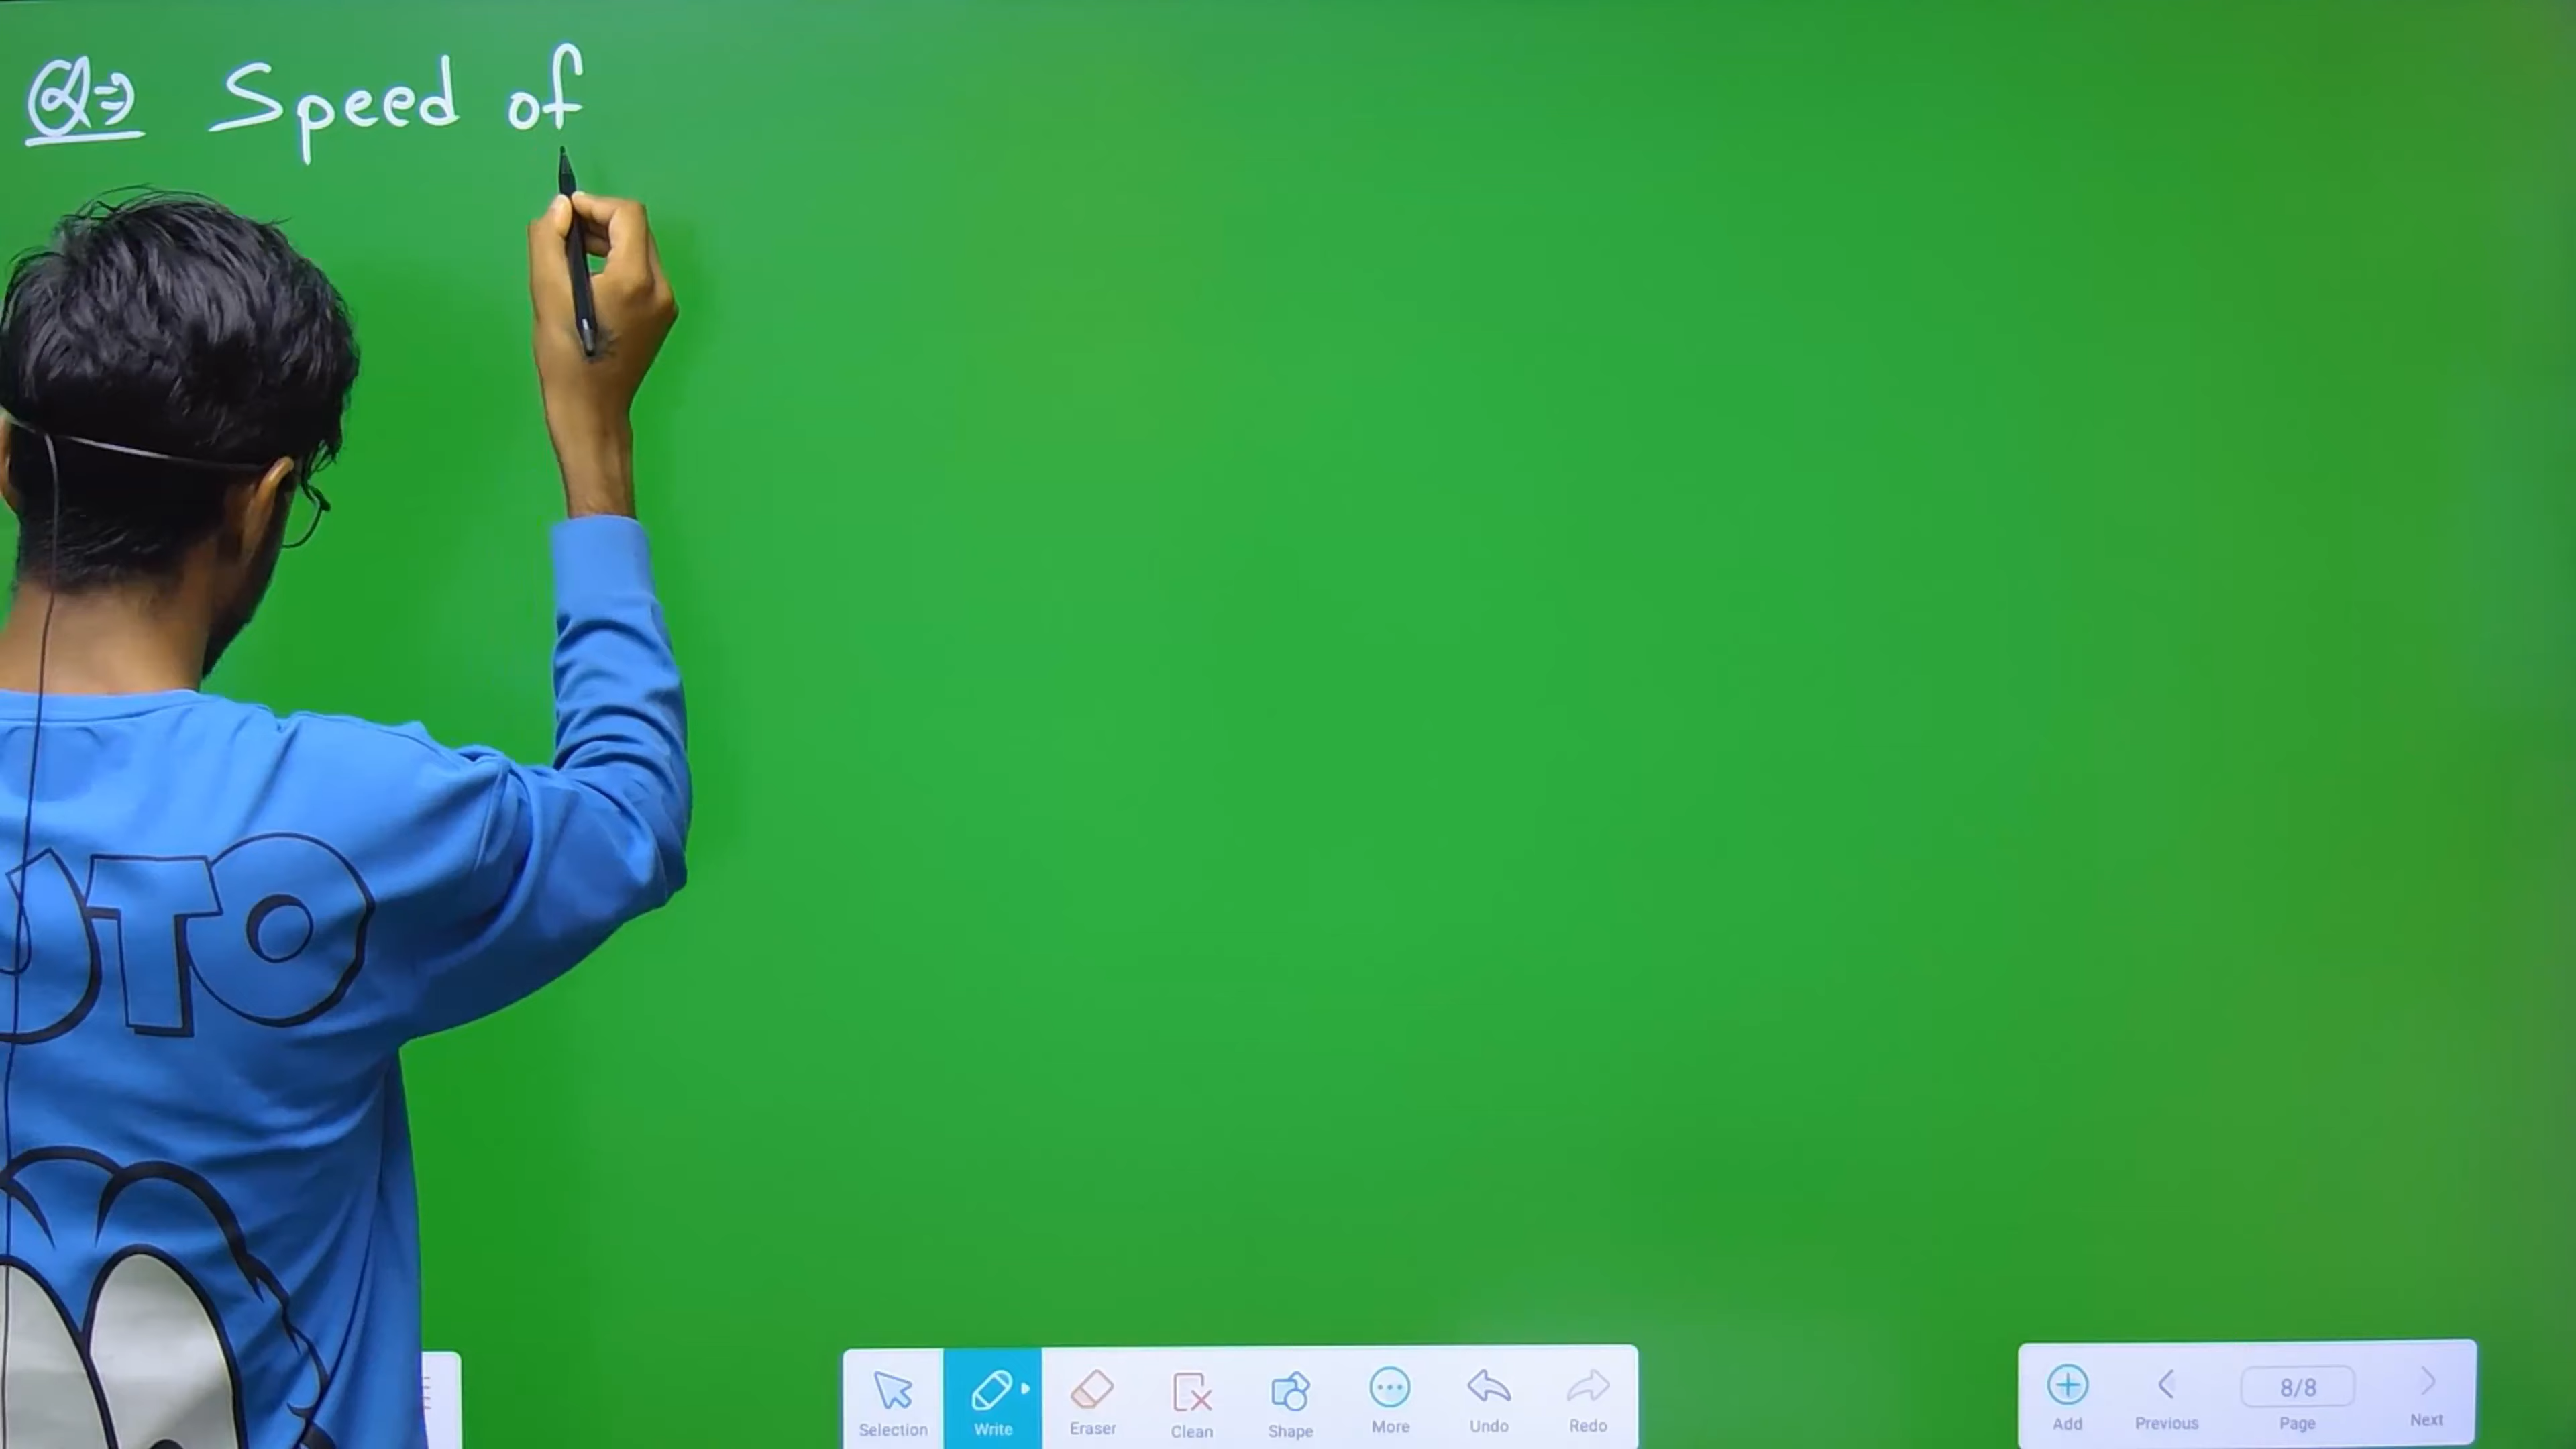 Q⇒ Speed of
UTO
Selection Write Eraser Clean Shape More Undo Redo
Add Previous 8/8 Page Next